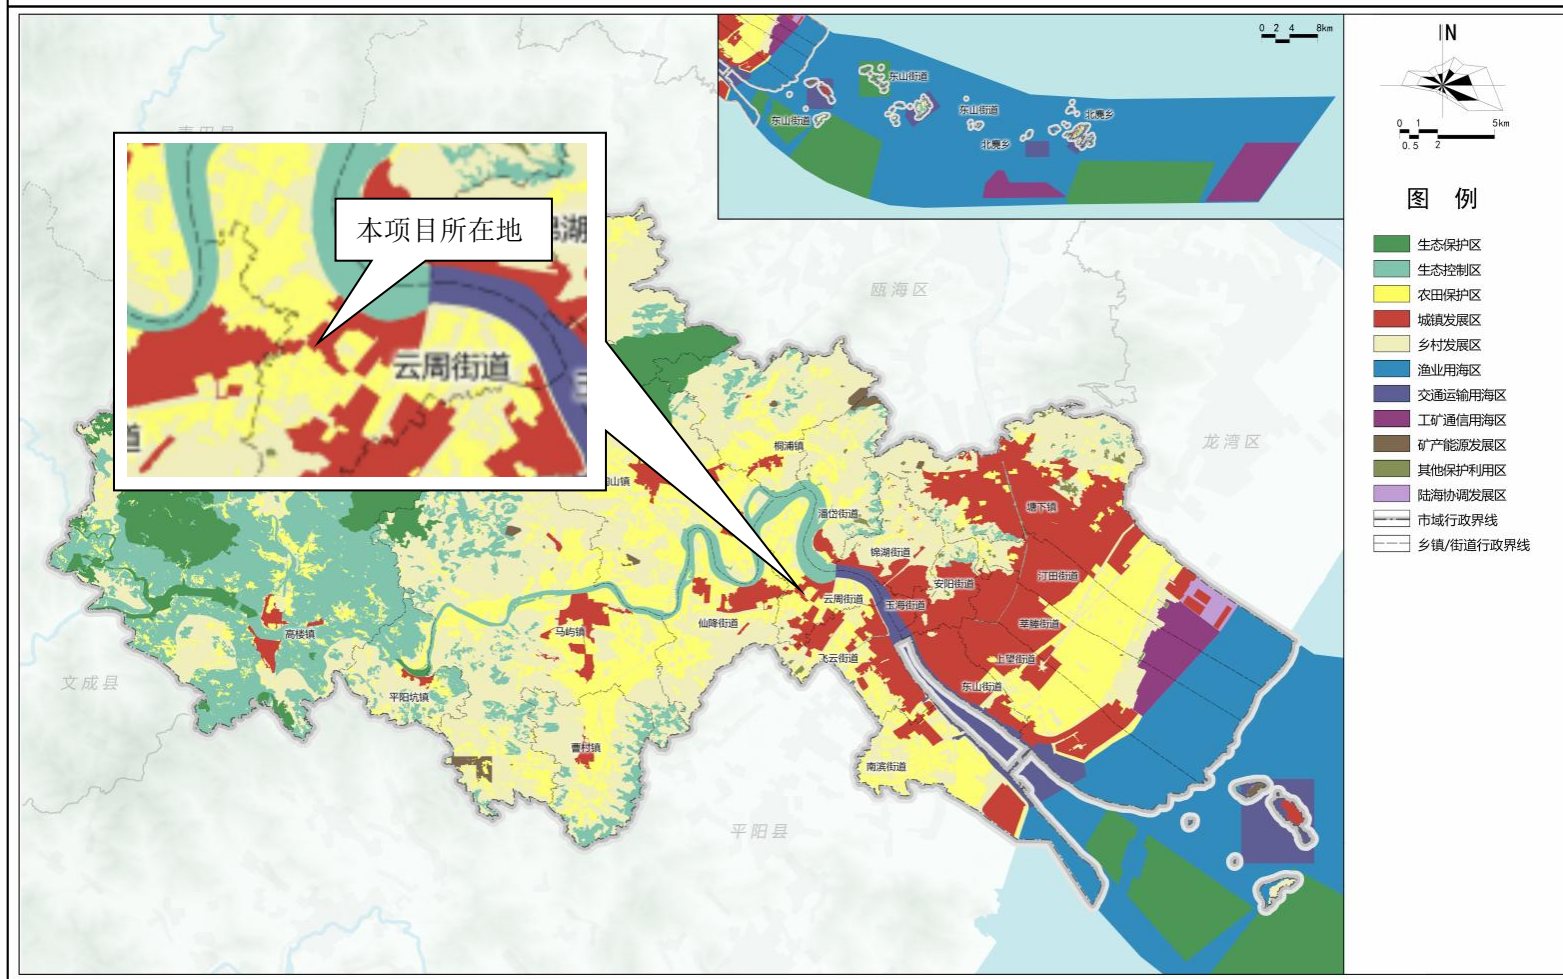 0 2 4 8km
东山街道
东山街道
东山街道
北麂乡
北麂乡
N
0 1 5km
0.5 2
图 例
生态保护区
生态控制区
农田保护区
城镇发展区
乡村发展区
渔业用海区
交通运输用海区
工矿通信用海区
矿产能源发展区
其他保护利用区
陆海协调发展区
市域行政界线
乡镇/街道行政界线
本项目所在地
锦湖
云周街道
道
瓯海区
龙湾区
桐浦镇
山镇
潘岱街道
塘下镇
锦湖街道
安阳街道
汀田街道
云周街道
玉海街道
莘塍街道
仙降街道
马屿镇
高楼镇
飞云街道
上望街道
东山街道
平阳坑镇
文成县
曹村镇
南滨街道
平阳县